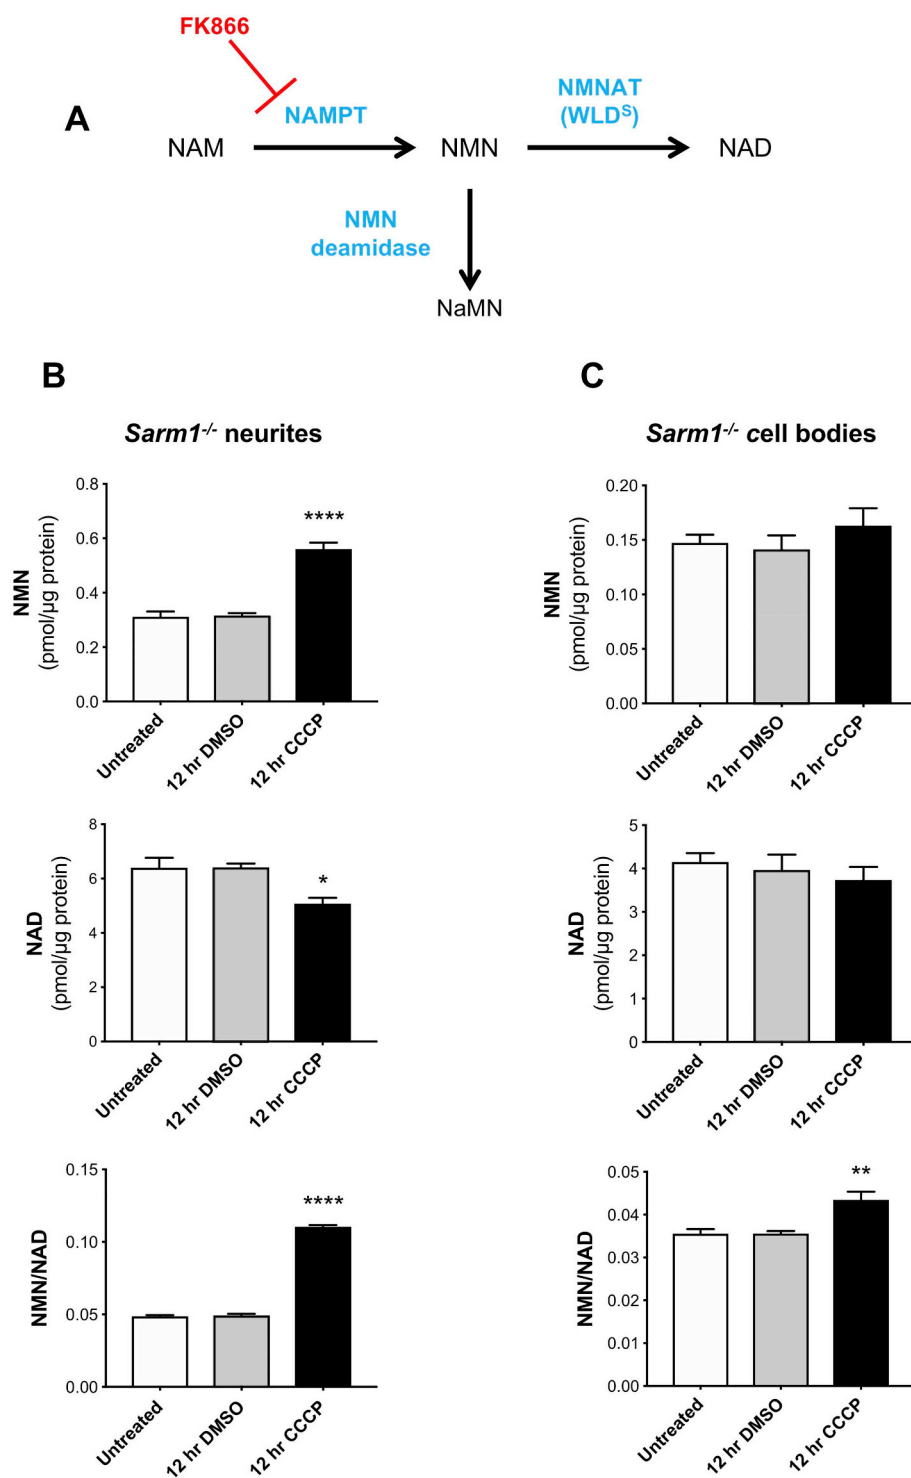 FK866
A
NAMPT
NMNAT
(WLDS)
NAM
NMN
NAD
NMN
deamidase
NaMN
B
Sarm1-/- neurites
NMN
(pmol/µg protein)
0.8
0.6
0.4
0.2
0.0
****
Untreated
12 hr DMSO
12 hr CCCP
NAD
(pmol/µg protein)
8
6
4
2
0
*
Untreated
12 hr DMSO
12 hr CCCP
NMN/NAD
0.15
0.10
0.05
0.00
****
Untreated
12 hr DMSO
12 hr CCCP
C
Sarm1-/- cell bodies
NMN
(pmol/µg protein)
0.20
0.15
0.10
0.05
0.00
Untreated
12 hr DMSO
12 hr CCCP
NAD
(pmol/µg protein)
5
4
3
2
1
0
Untreated
12 hr DMSO
12 hr CCCP
NMN/NAD
0.05
0.04
0.03
0.02
0.01
0.00
**
Untreated
12 hr DMSO
12 hr CCCP